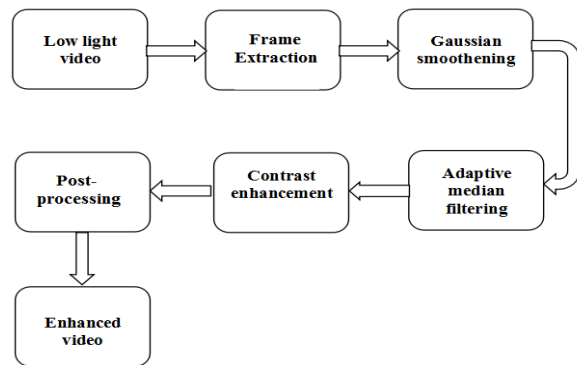 Low light
video
Frame
Extraction
Gaussian
smoothening
Adaptive
median
filtering
Contrast
enhancement
Post-
processing
Enhanced
video